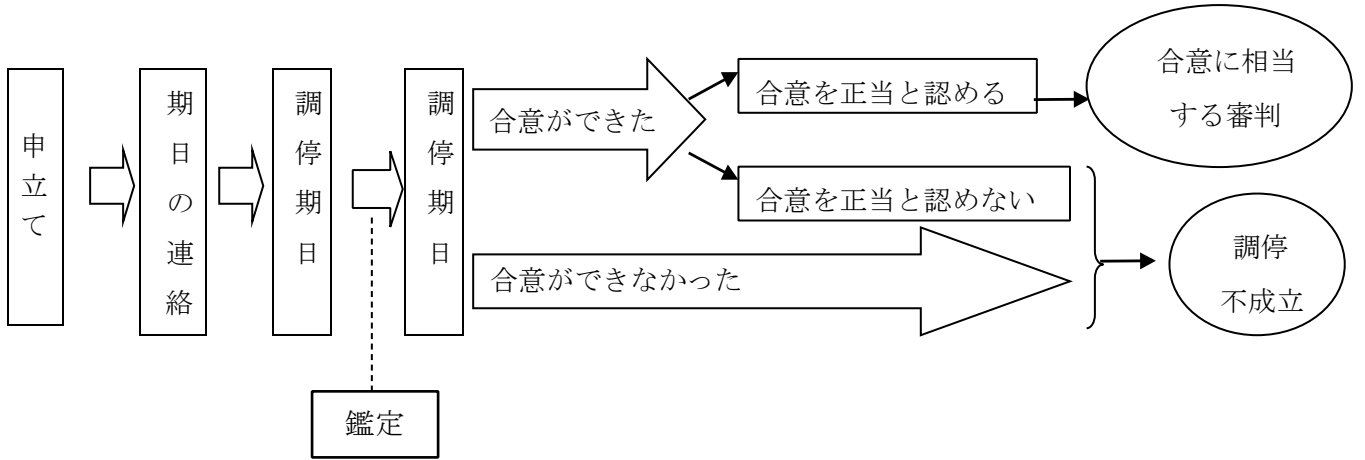 申立て
期日の連絡
調停期日
調停期日
合意ができた
合意を正当と認める
合意に相当
する審判
合意を正当と認めない
合意ができなかった
調停
不成立
鑑定